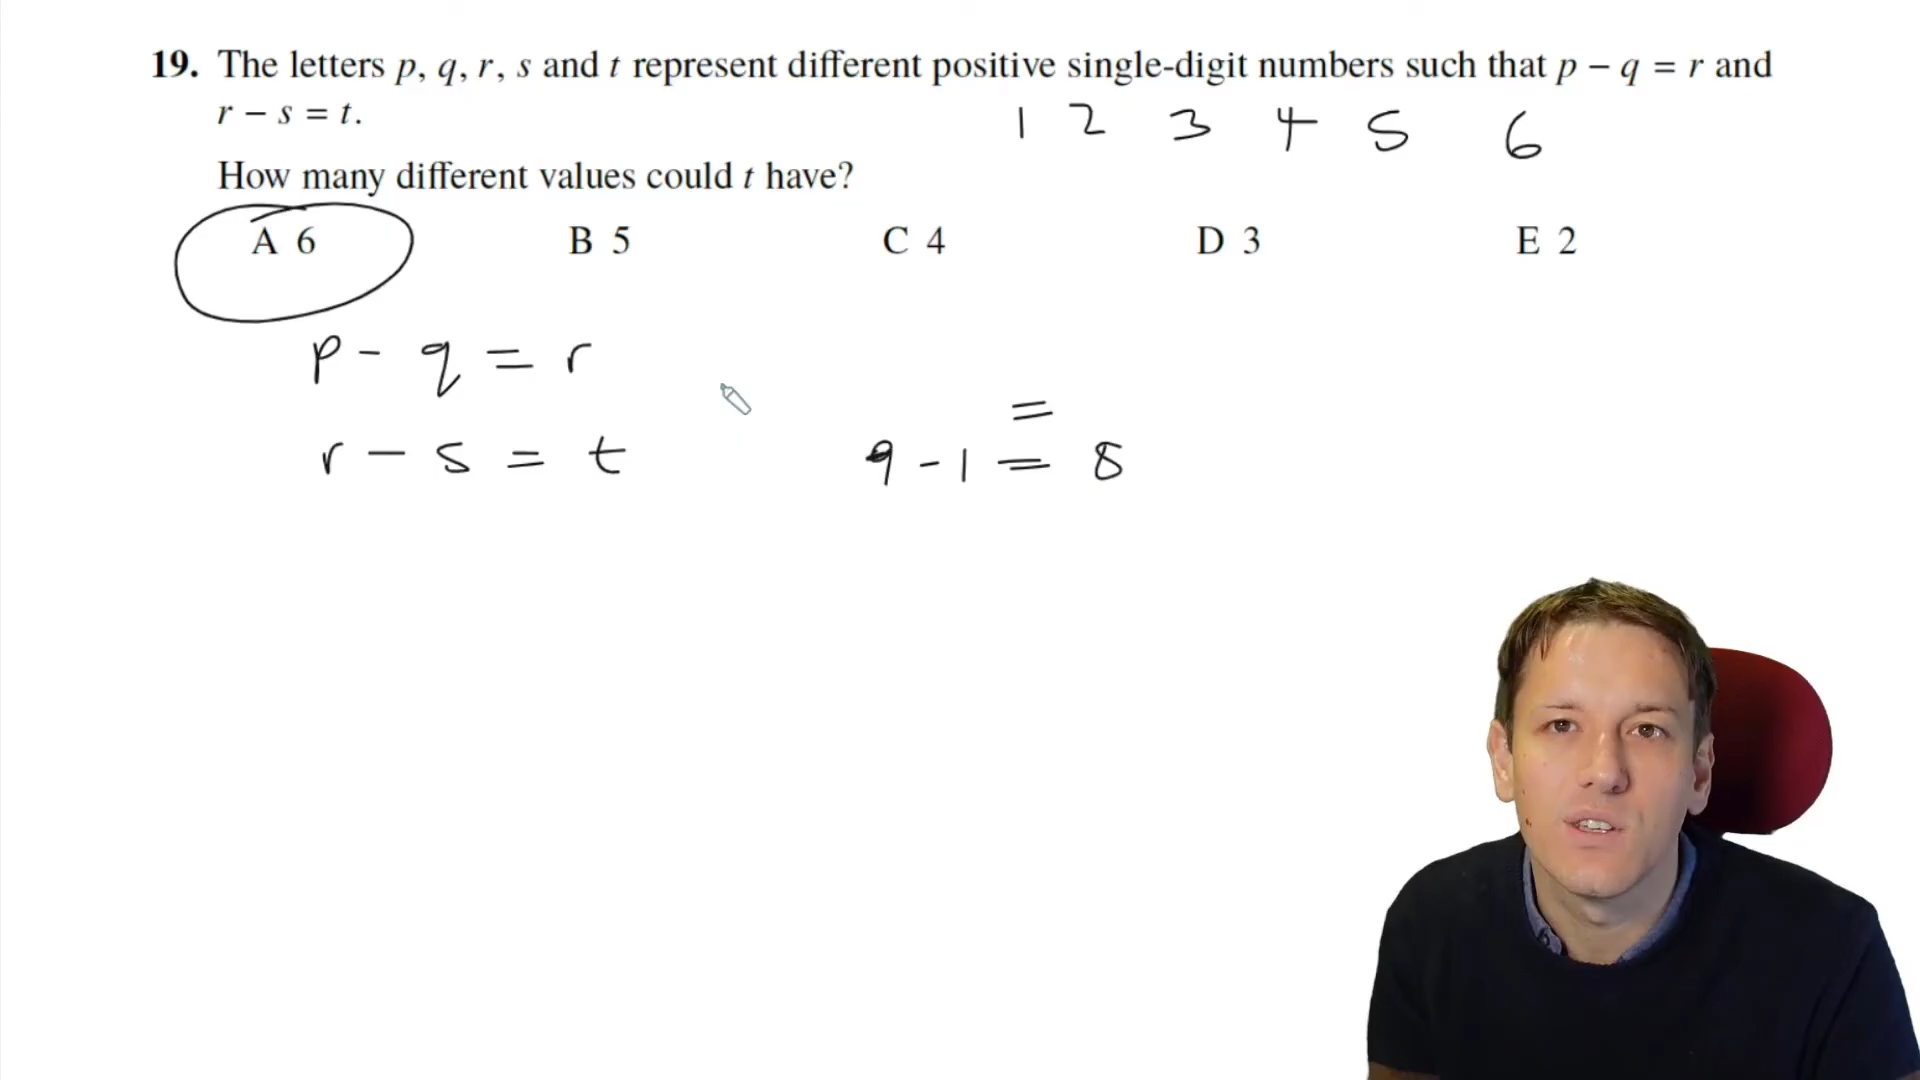 19. The letters p, q, r, s and t represent different positive single-digit numbers such that p − q = r and
r − s = t.
1 2 3 4 5 6
How many different values could t have?
A 6 B 5 C 4 D 3 E 2
p - q = r
=
r - s = t
9 - 1 = 8